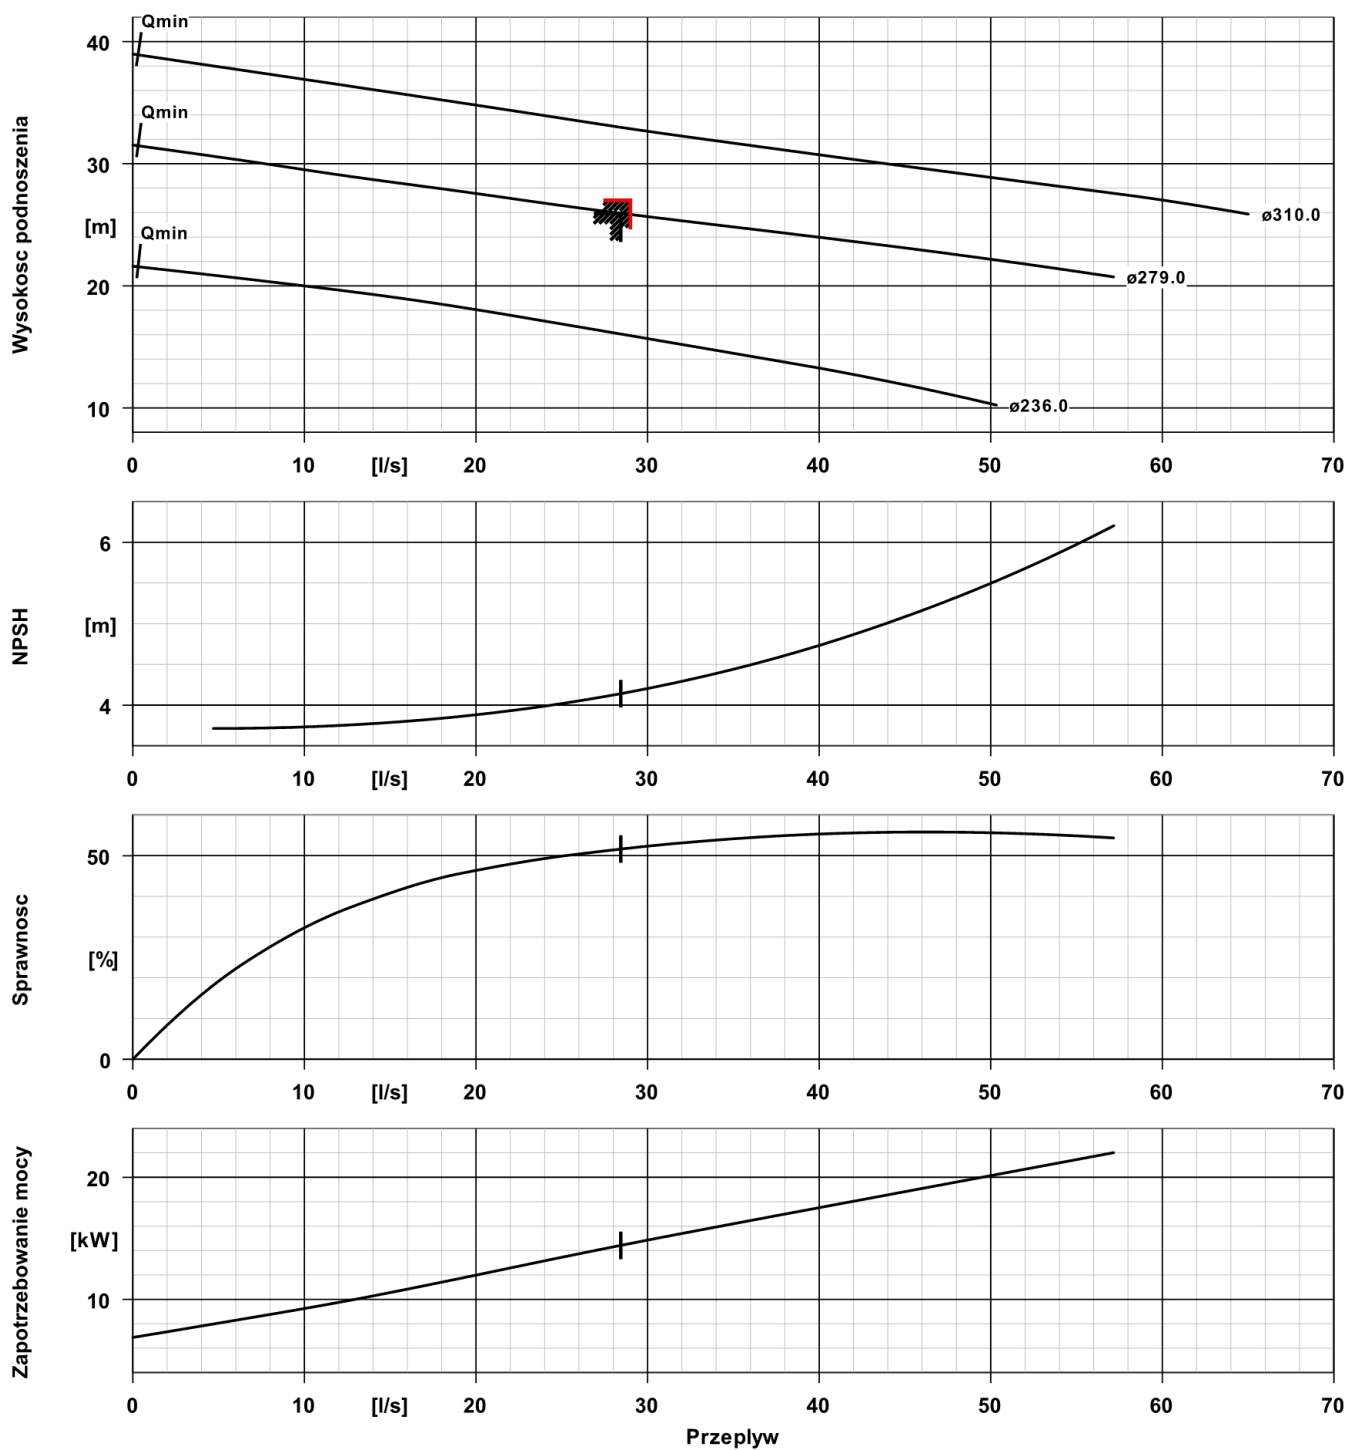 Qmin
40
Qmin
30
Wysokosc podnoszenia
[m]
Qmin
ø310.0
ø279.0
20
10
ø236.0
0 10 [l/s] 20 30 40 50 60 70
6
NPSH
[m]
4
0 10 [l/s] 20 30 40 50 60 70
50
Sprawnosc
[%]
0
0 10 [l/s] 20 30 40 50 60 70
20
Zapotrzebowanie mocy
[kW]
10
0 10 [l/s] 20 30 40 50 60 70
Przeplyw